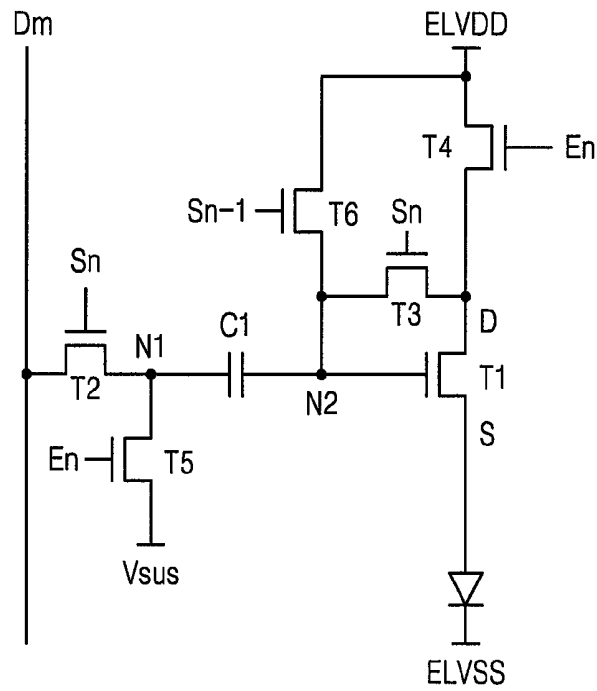 Dm
ELVDD
T4
En
Sn-1
T6
Sn
T3
D
Sn
C1
N1
T2
N2
T1
S
En
T5
Vsus
ELVSS